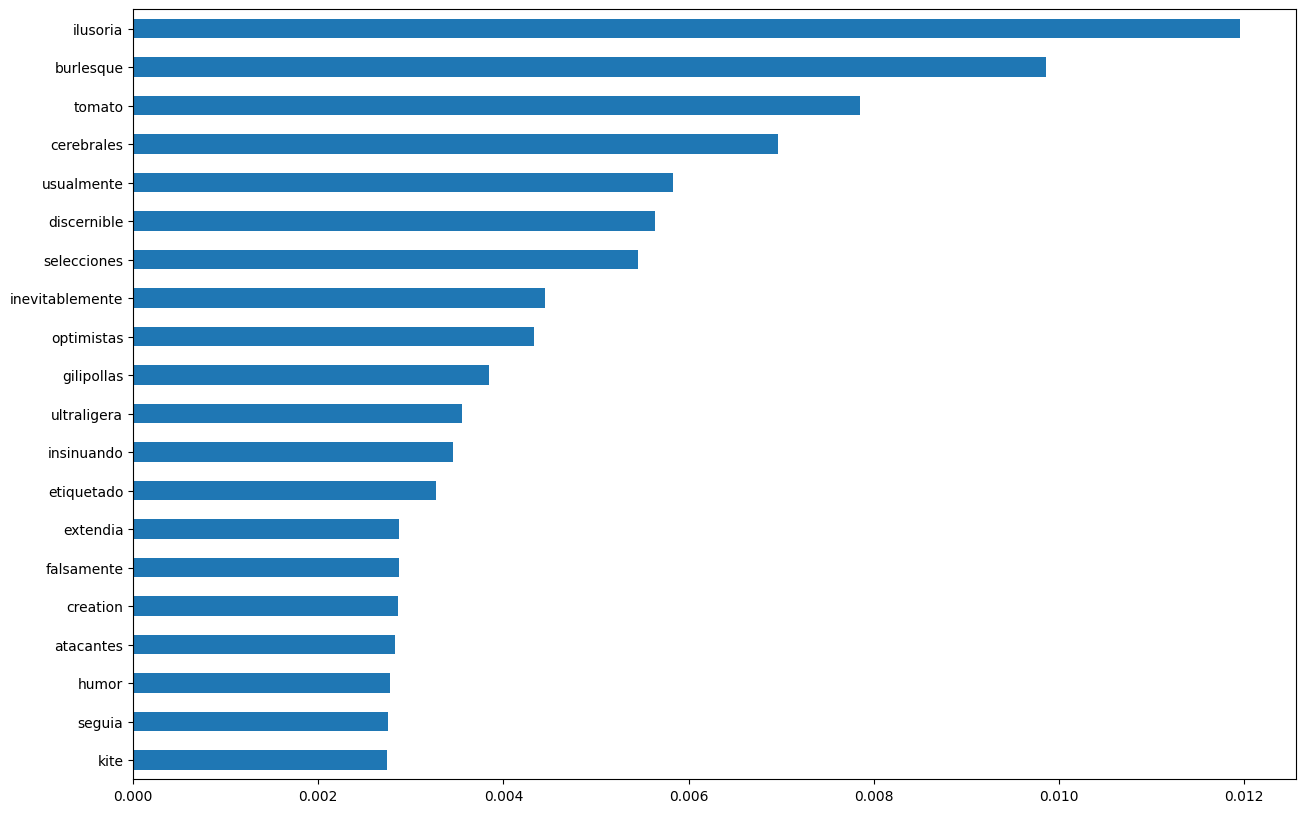 ilusoria
burlesque
tomato
cerebrales
usualmente
discernible
selecciones
inevitablemente
optimistas
gilipollas
ultraligera
insinuando
etiquetado
extendia
falsamente
creation
atacantes
humor
seguia
kite
0.000 0.002 0.004 0.006 0.008 0.010 0.012